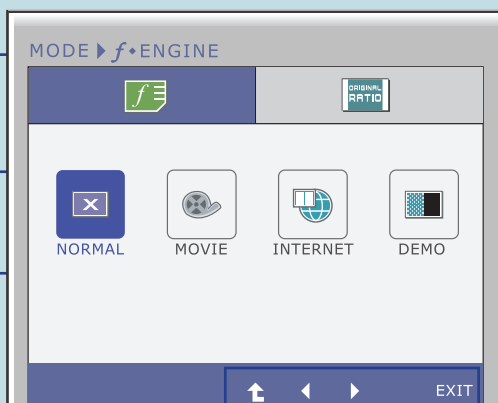 MODE ▶ f•ENGINE
f
ORIGINAL
RATIO
NORMAL MOVIE INTERNET DEMO
EXIT